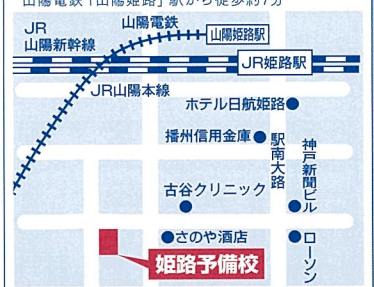 山陽電鉄「山陽姫路」駅から徒歩約7分
山陽電鉄
山陽姫路駅
JR
山陽新幹線
JR姫路駅
JR山陽本線
ホテル日航姫路
播州信用金庫
駅南大路
神戸新聞ビル
古谷クリニック
さのや酒店
ローソン
姫路予備校